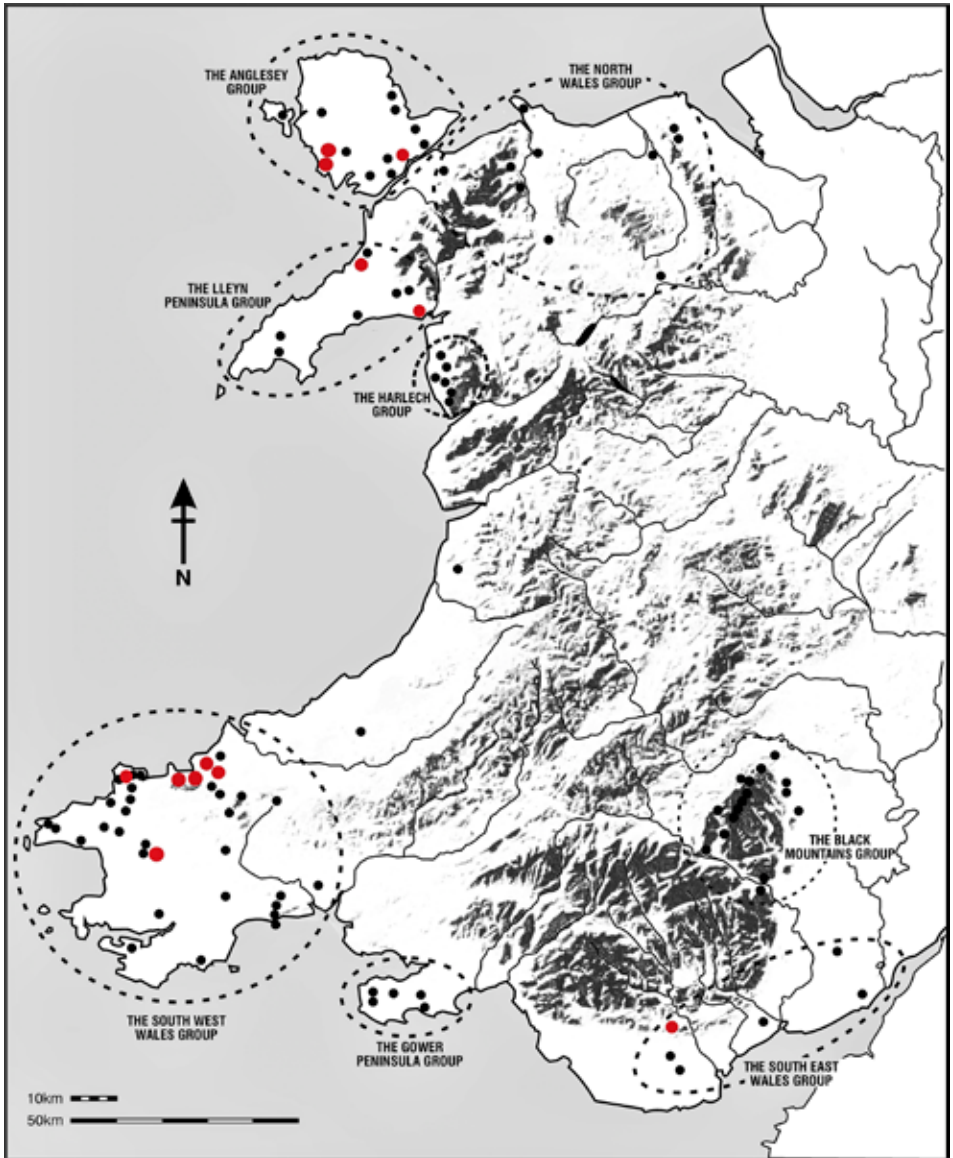 THE ANGLESEY
GROUP
THE NORTH
WALES GROUP
THE LLEYN
PENINSULA GROUP
THE HARLECH
GROUP
N
THE BLACK
MOUNTAINS GROUP
THE SOUTH WEST
WALES GROUP
THE GOWER
PENINSULA GROUP
THE SOUTH EAST
WALES GROUP
10km
50km